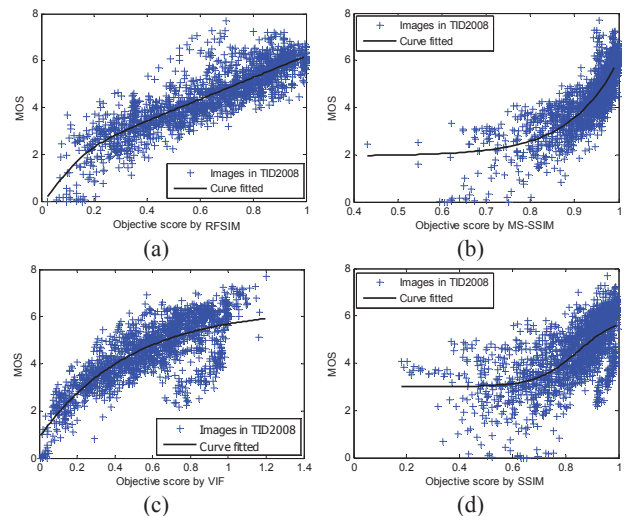 8
6
4
2
0
MOS
Images in TID2008
Curve fitted
0 0.2 0.4 0.6 0.8 1
Objective score by RFSIM
(a)
8
6
4
2
0
MOS
Images in TID2008
Curve fitted
0.4 0.5 0.6 0.7 0.8 0.9 1
Objective score by MS-SSIM
(b)
8
6
4
2
0
MOS
Images in TID2008
Curve fitted
0 0.2 0.4 0.6 0.8 1 1.2 1.4
Objective score by VIF
(c)
8
6
4
2
0
MOS
Images in TID2008
Curve fitted
0 0.2 0.4 0.6 0.8 1
Objective score by SSIM
(d)